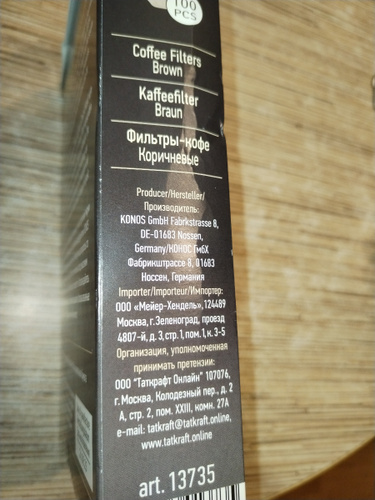 100
PCS
Coffee Filters
Brown
Kaffeefilter
Braun
Фильтры-кофе
Коричневые
Producer/Hersteller/
Производитель:
KONOS GmbH Fabrkstrasse 8,
DE-01683 Nossen,
Germany/КОНОС ГмбХ
Фабрикштрассе 8, 01683
Носсен, Германия
Importer/Importeur/Импортер:
ООО «Мейер-Хендель», 124489
Москва, г. Зеленоград, проезд
4807-й, д. 3, стр. 1, пом. 1, к. 3-5
Организация, уполномоченная
принимать претензии:
ООО "Таткрафт Онлайн" 107076,
г. Москва, Колодезный пер., д. 2
А, стр. 2, пом. XXIII, комн. 27А
e-mail: tatkraft@tatkraft.online,
www.tatkraft.online
art. 13735